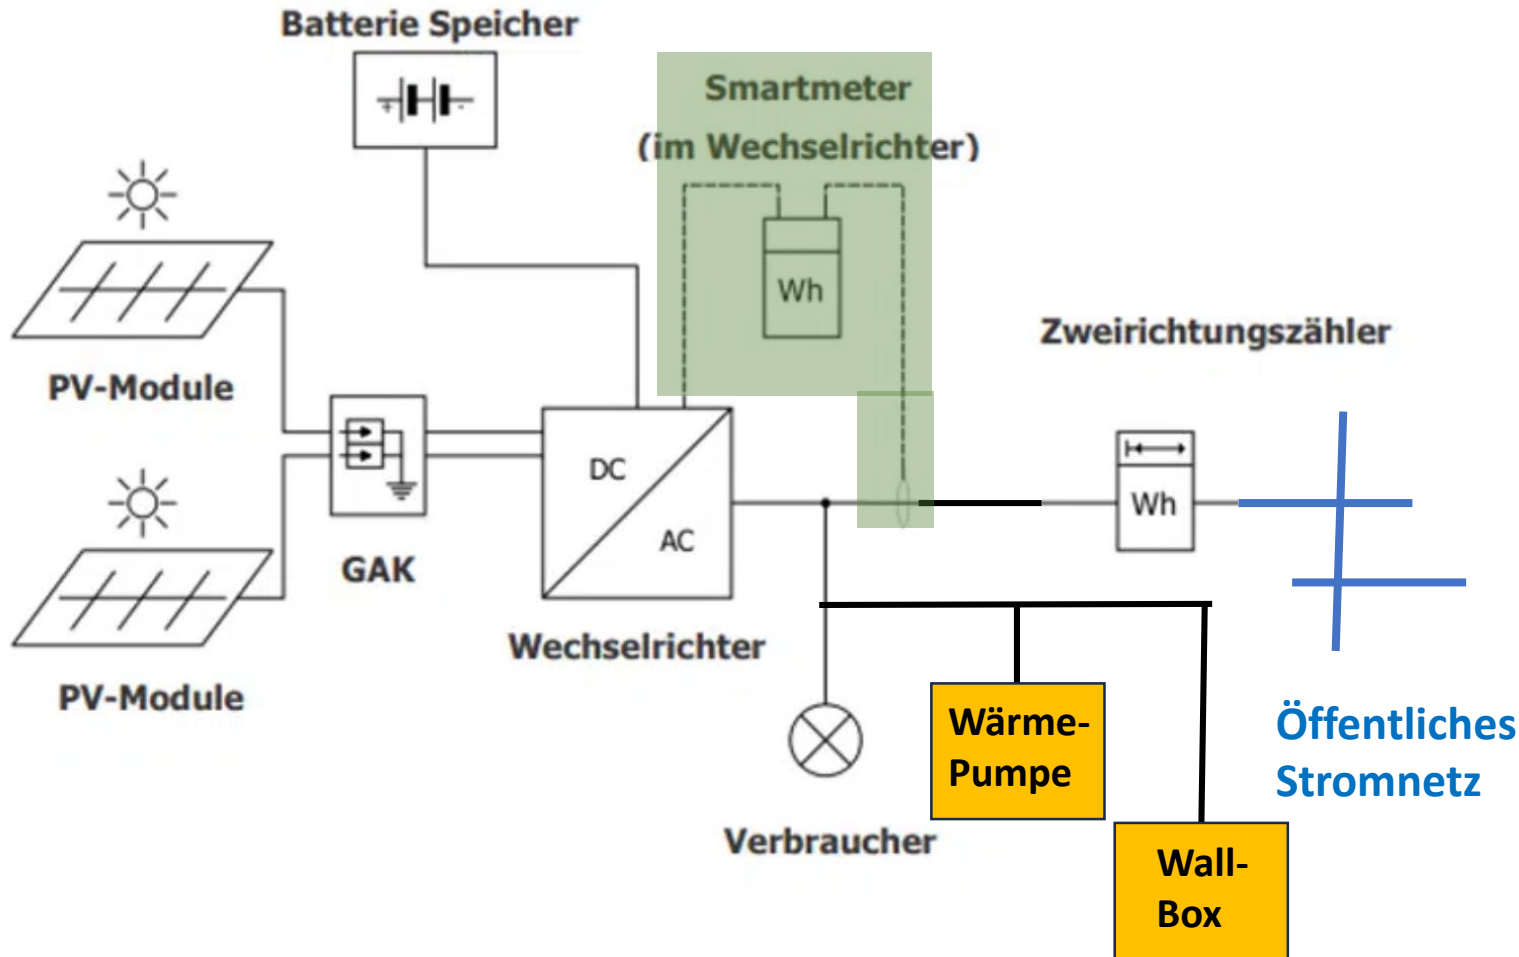 Batterie Speicher
+ -
Smartmeter
(im Wechselrichter)
Wh
Zweirichtungszähler
PV-Module
DC
AC
Wh
GAK
Wechselrichter
PV-Module
Wärme-
Pumpe
Öffentliches
Stromnetz
Verbraucher
Wall-
Box